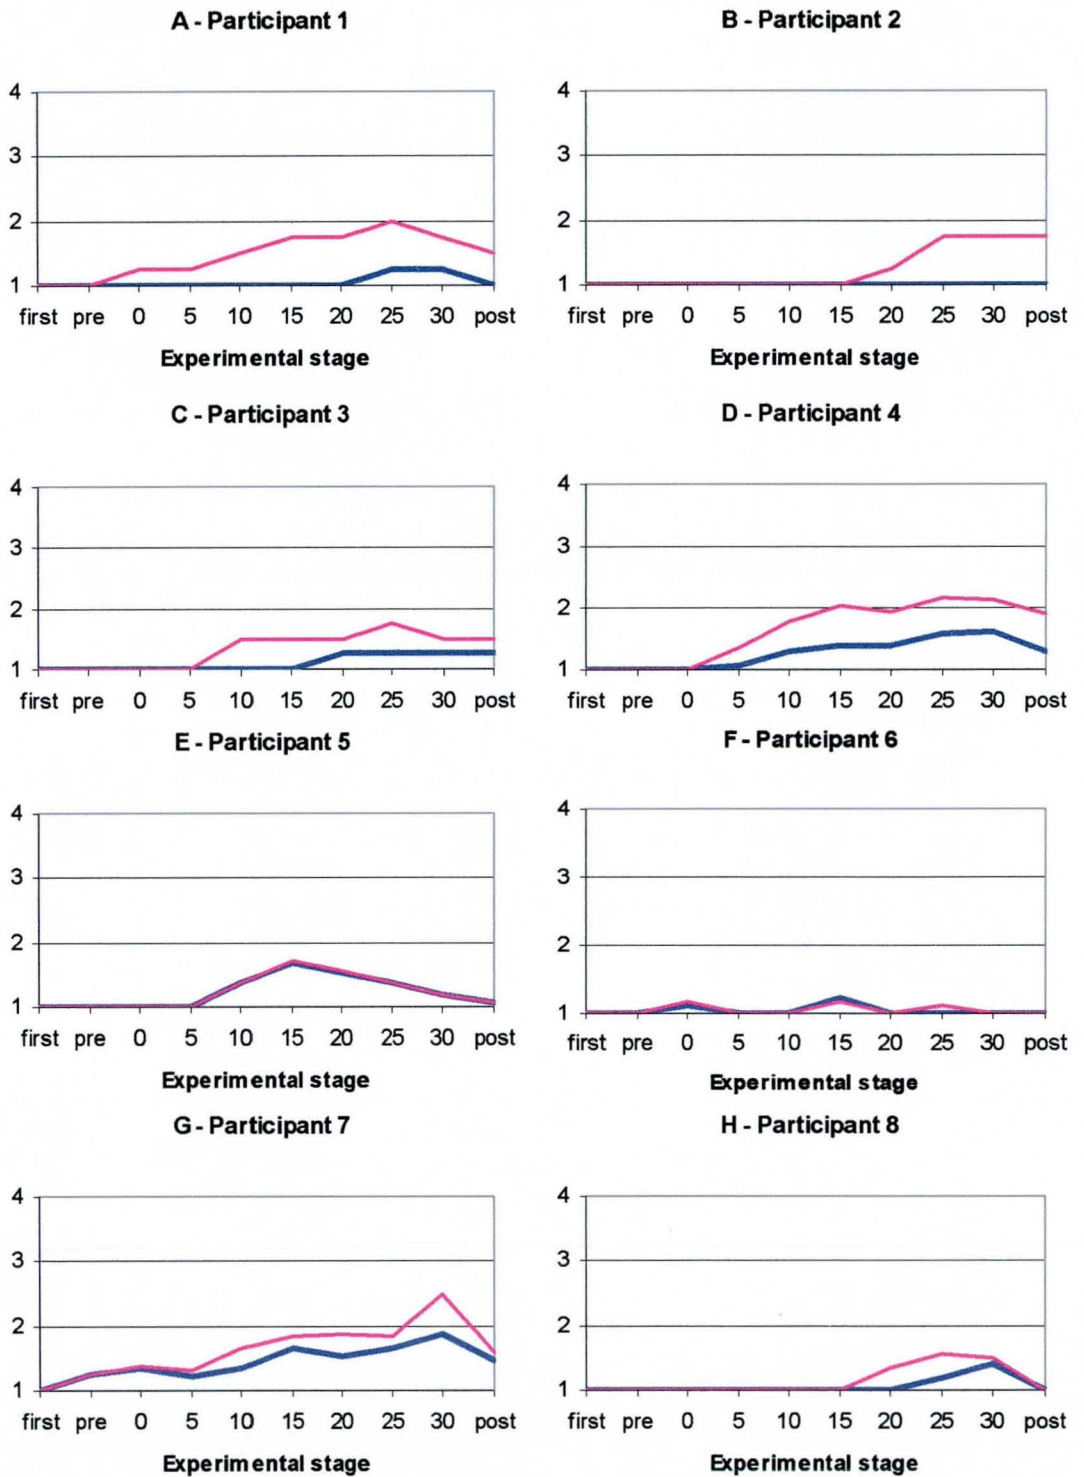 A - Participant 1
4
3
2
1
first pre 0 5 10 15 20 25 30 post
Experimental stage
B - Participant 2
4
3
2
1
first pre 0 5 10 15 20 25 30 post
Experimental stage
C - Participant 3
4
3
2
1
first pre 0 5 10 15 20 25 30 post
D - Participant 4
4
3
2
1
first pre 0 5 10 15 20 25 30 post
E - Participant 5
4
3
2
1
first pre 0 5 10 15 20 25 30 post
Experimental stage
F - Participant 6
4
3
2
1
first pre 0 5 10 15 20 25 30 post
Experimental stage
G - Participant 7
4
3
2
1
first pre 0 5 10 15 20 25 30 post
Experimental stage
H - Participant 8
4
3
2
1
first pre 0 5 10 15 20 25 30 post
Experimental stage